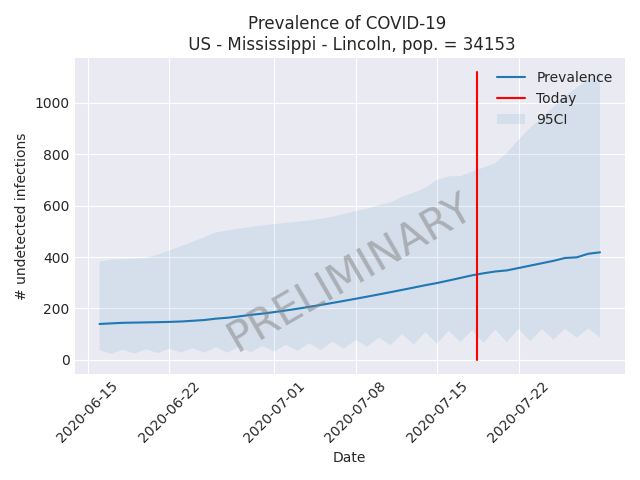 Prevalence of COVID-19
US - Mississippi - Lincoln, pop. = 34153
# undetected infections
1000
800
600
400
200
0
Prevalence
Today
95CI
PRELIMINARY
2020-06-15
2020-06-22
2020-07-01
2020-07-08
2020-07-15
2020-07-22
Date